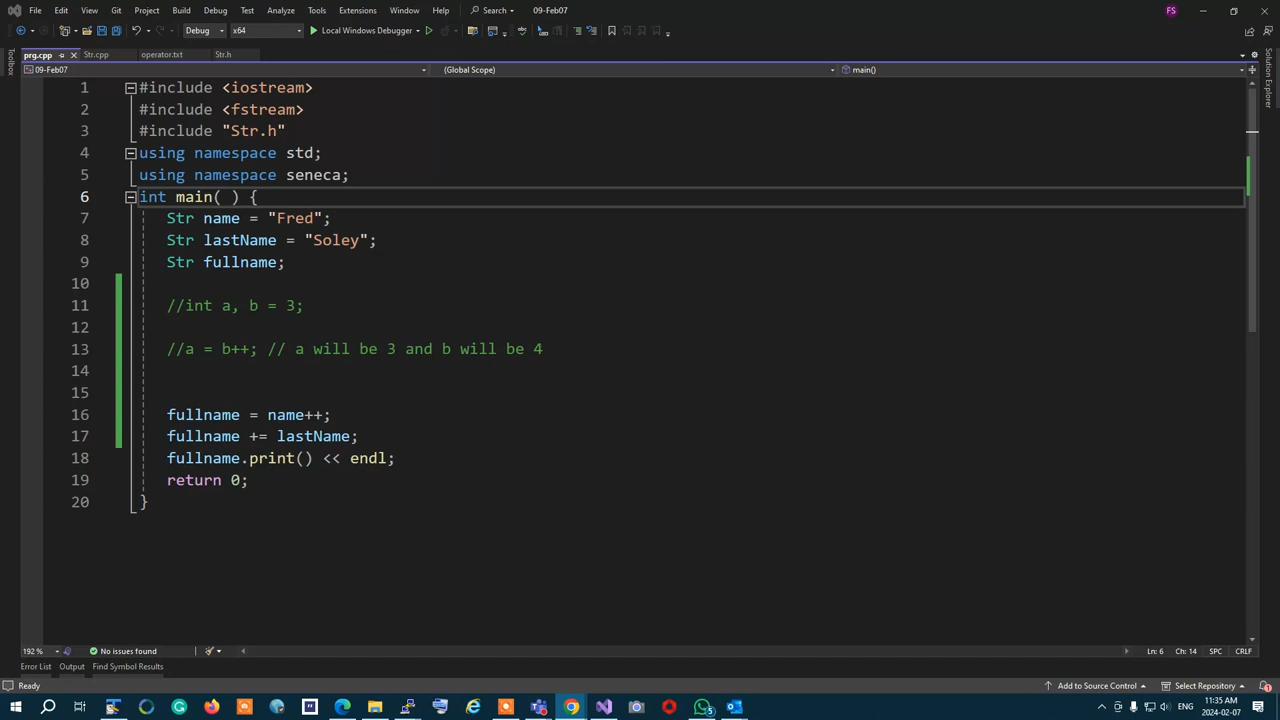 File Edit View Git Project Build Debug Test Analyze Tools Extensions Window Help Search 09-Feb07 FS
Debug x64 Local Windows Debugger
prg.cpp Str.cpp operator.txt Str.h
09-Feb07 (Global Scope) main()
Toolbox
Solution Explorer
1 #include <iostream>
2 #include <fstream>
3 #include "Str.h"
4 using namespace std;
5 using namespace seneca;
6 int main( ) {
7 Str name = "Fred";
8 Str lastName = "Soley";
9 Str fullname;
10
11 //int a, b = 3;
12
13 //a = b++; // a will be 3 and b will be 4
14
15
16 fullname = name++;
17 fullname += lastName;
18 fullname.print() << endl;
19 return 0;
20 }
192 % No issues found Ln: 6 Ch: 14 SPC CRLF
Error List Output Find Symbol Results
Ready Add to Source Control Select Repository 1
5 ENG 11:35 AM
2024-02-07